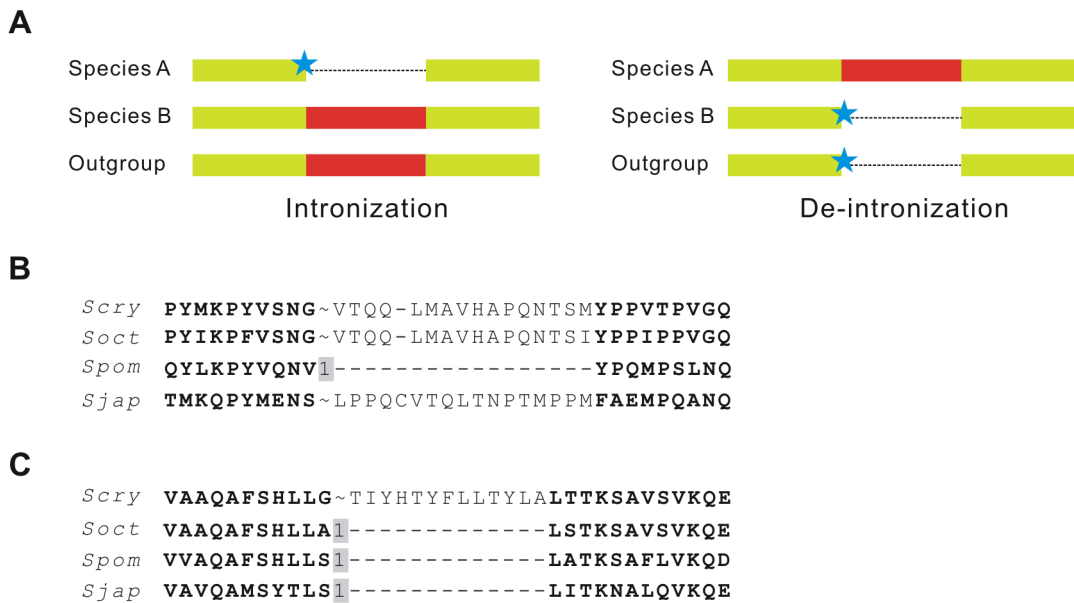 A
Species A
Species B
Outgroup
Intronization
Species A
Species B
Outgroup
De-intronization
B
Scry PYMKPYVSNG~VTQQ-LMAVHAPQNTSMYPPVTPVGQ
Soct PYIKPFVSNG~VTQQ-LMAVHAPQNTSIYPPIPPVGQ
Spom QYLKPYVQNV1------------------YPQMPSLNQ
Sjap TMKQPYMENS~LPPQCVTQLTNPTMPPMFAEMPQANQ
C
Scry VAAQAFSHLLG~TIYHTYFLLTYLALTTKSAVSVKQE
Soct VAAQAFSHLLA1-------------LSTKSAVSVKQE
Spom VVAQAFSHLLS1-------------LATKSAFLVKQD
Sjap VAVQAMSYTLS1-------------LITKNALQVKQE